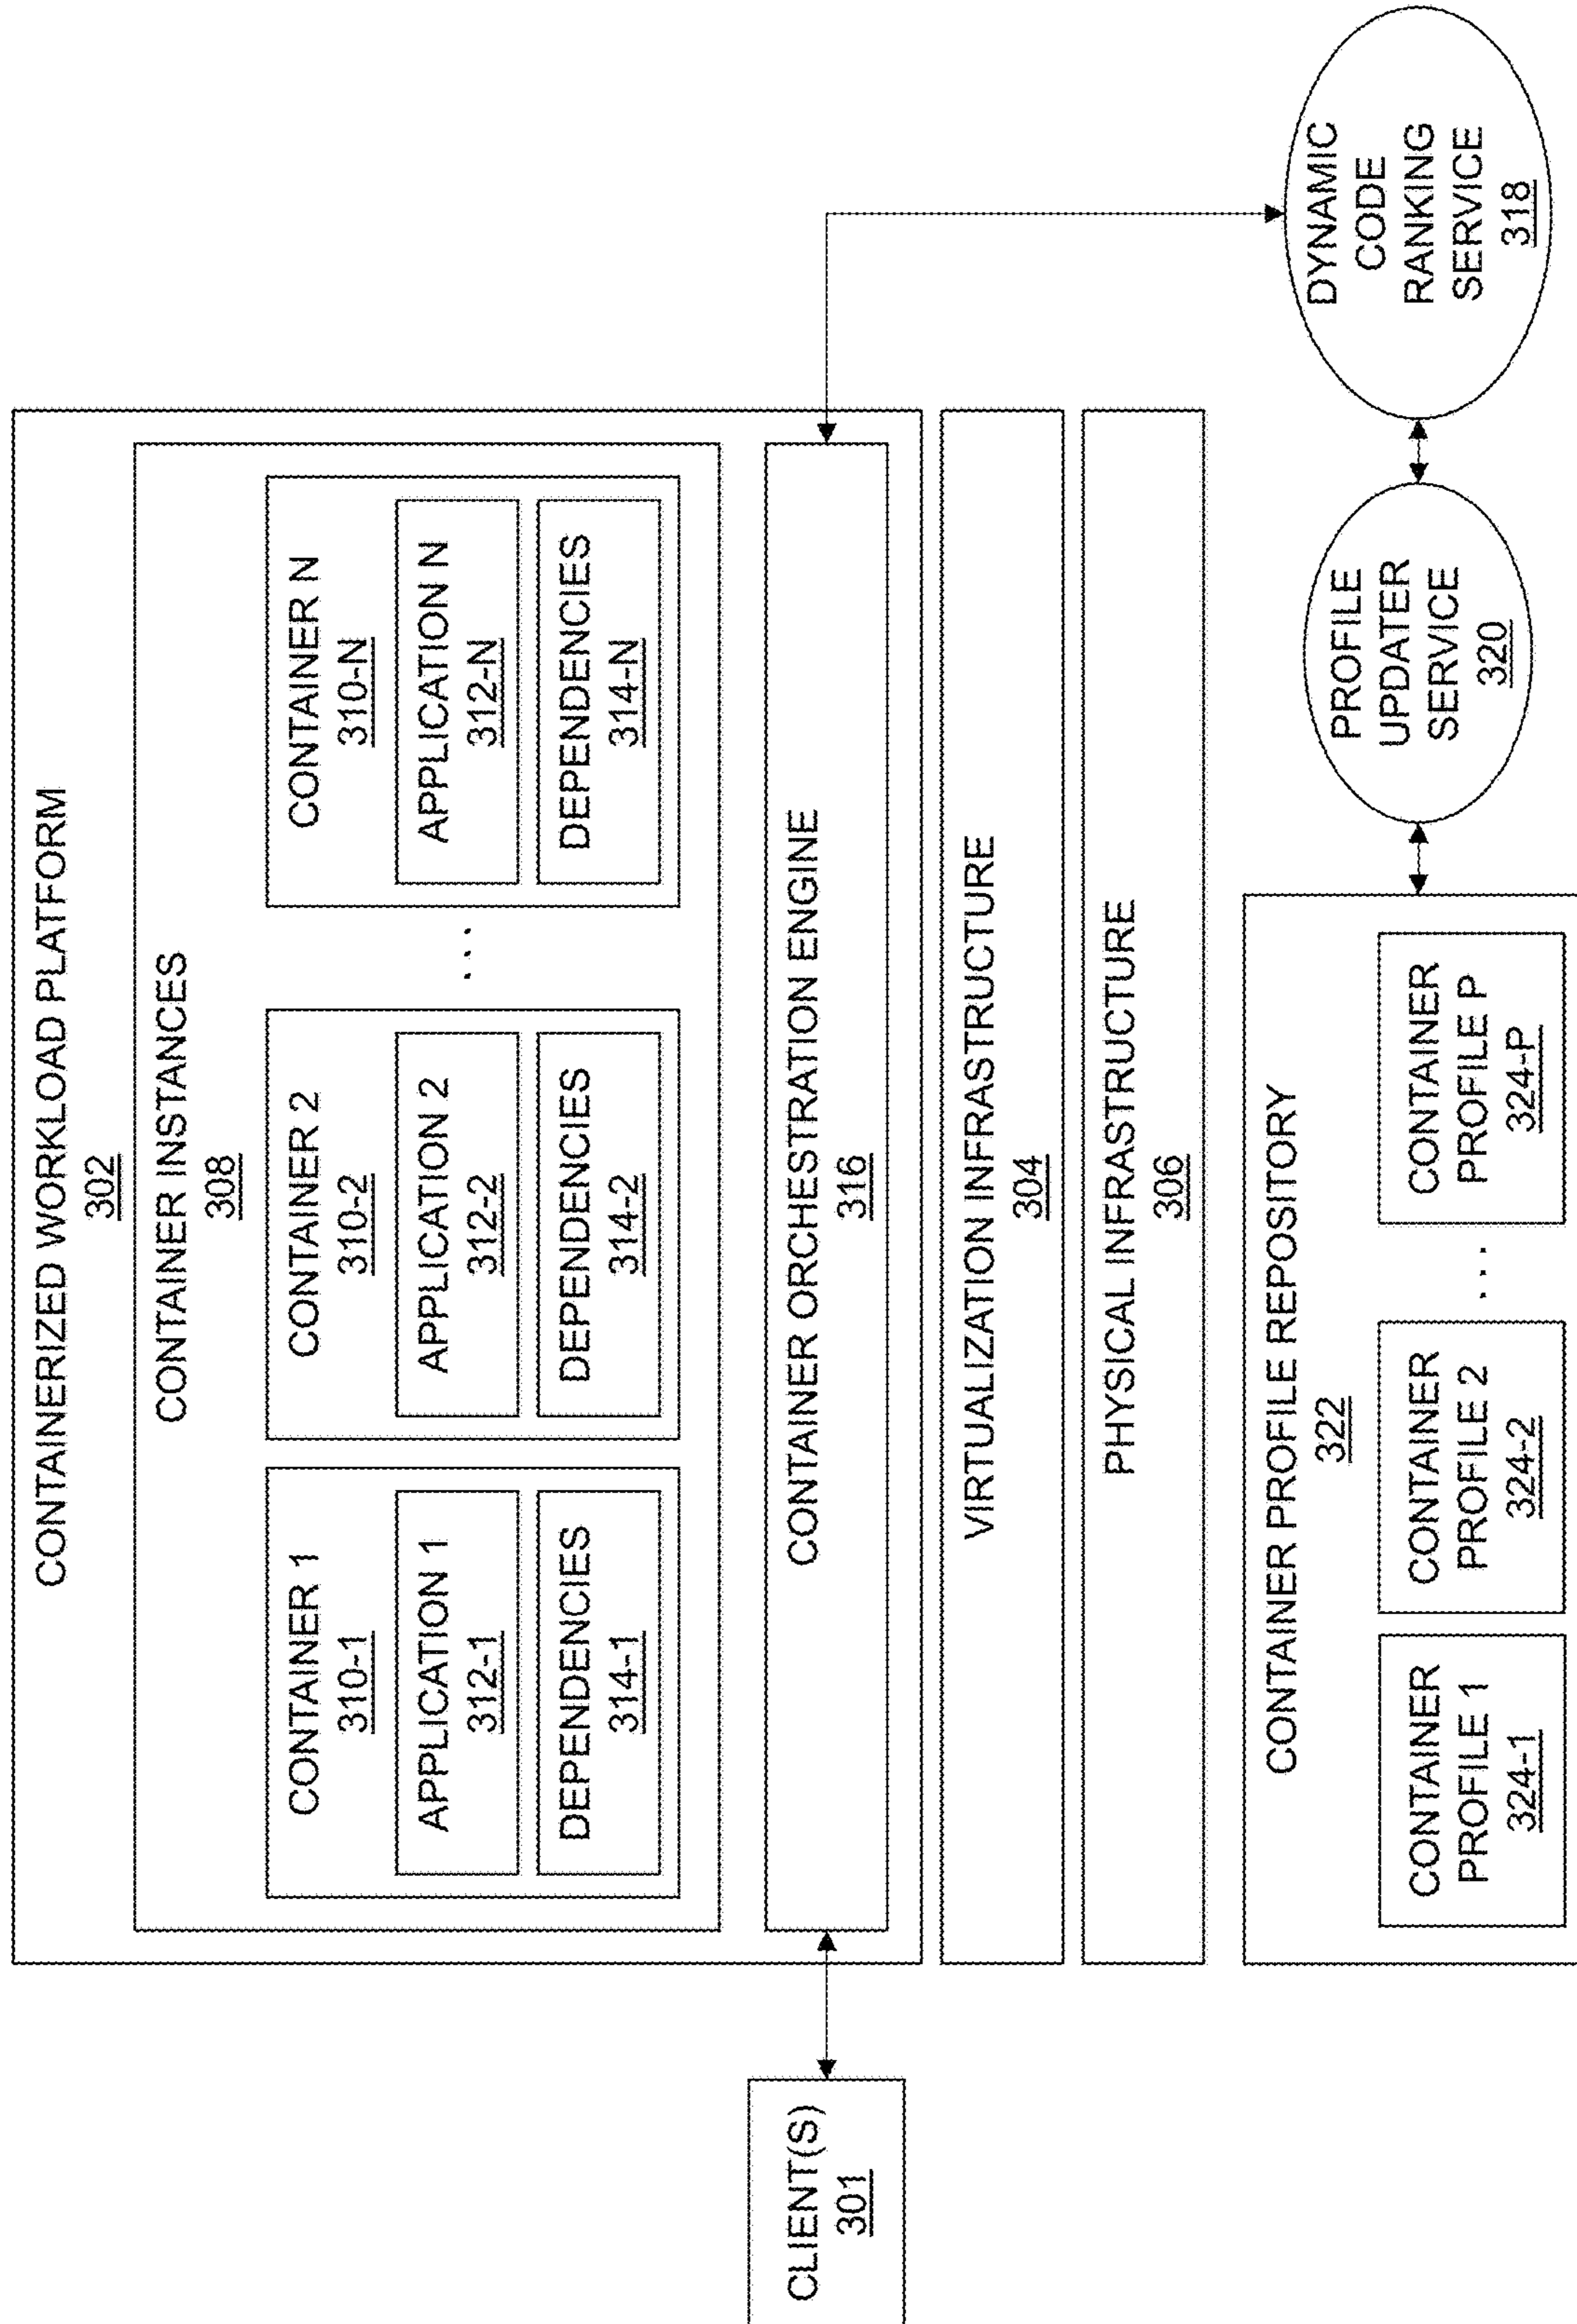 CONTAINERIZED WORKLOAD PLATFORM
302
CONTAINER INSTANCES
308
CONTAINER 1
310-1
APPLICATION 1
312-1
DEPENDENCIES
314-1
CONTAINER 2
310-2
APPLICATION 2
312-2
DEPENDENCIES
314-2
. . .
CONTAINER N
310-N
APPLICATION N
312-N
DEPENDENCIES
314-N
CLIENT(S)
301
CONTAINER ORCHESTRATION ENGINE
316
VIRTUALIZATION INFRASTRUCTURE
304
PHYSICAL INFRASTRUCTURE
306
CONTAINER PROFILE REPOSITORY
322
CONTAINER
PROFILE 1
324-1
CONTAINER
PROFILE 2
324-2
. . .
CONTAINER
PROFILE P
324-P
PROFILE
UPDATER
SERVICE
320
DYNAMIC
CODE
RANKING
SERVICE
318